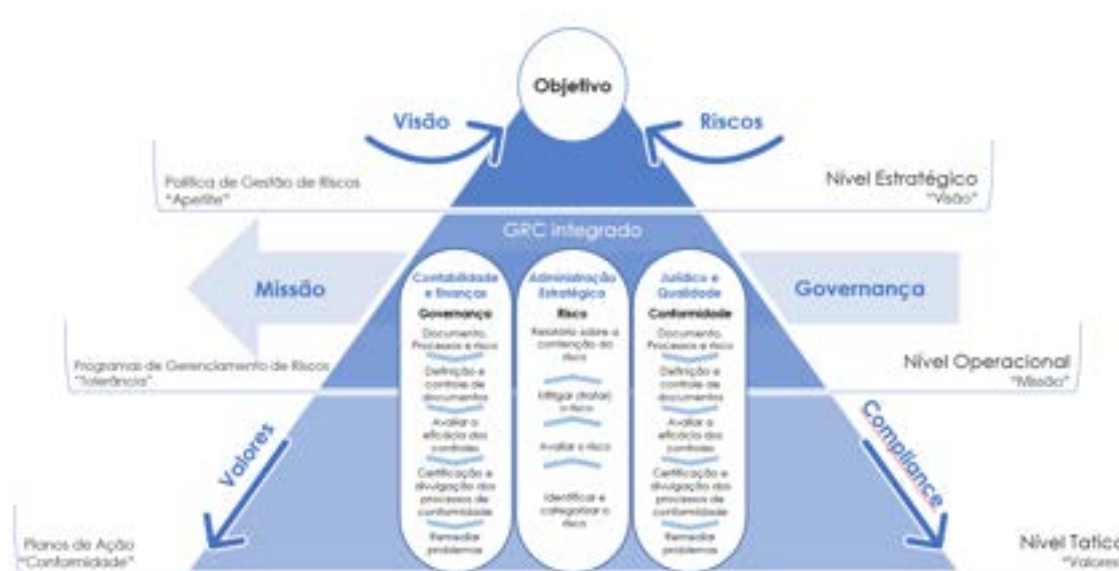 Objetivo
Visão
Riscos
Política de Gestão de Riscos
"Apetite"
Nível Estratégico
"Visão"
GRC integrado
Missão
Governança
Contabilidade
e finanças
Governança
Documento,
Processos e risco
Definição e
controle de
documentos
Avaliar a
eficácia dos
controles
Certificação e
divulgação dos
processos de
conformidade
Remediar
problemas
Administração
Estratégica
Risco
Relatório sobre a
contenção do
risco
Mitigar (tratar)
o risco
Avaliar o risco
Identificar e
categorizar o
risco
Jurídico e
Qualidade
Conformidade
Documento,
Processos e risco
Definição e
controle de
documentos
Avaliar a
eficácia dos
controles
Certificação e
divulgação dos
processos de
conformidade
Remediar
problemas
Programas de Gerenciamento de Riscos
"Tolerância"
Nível Operacional
"Missão"
Valores
Compliance
Planos de Ação
"Conformidade"
Nível Tatico
"Valores"